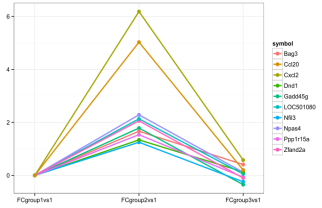 6
4
2
0
FCgroup1vs1
FCgroup2vs1
FCgroup3vs1
symbol
Bag3
Ccl20
Cxcl2
Dnd1
Gadd45g
LOC501080
Nfil3
Npas4
Ppp1r15a
Zfand2a